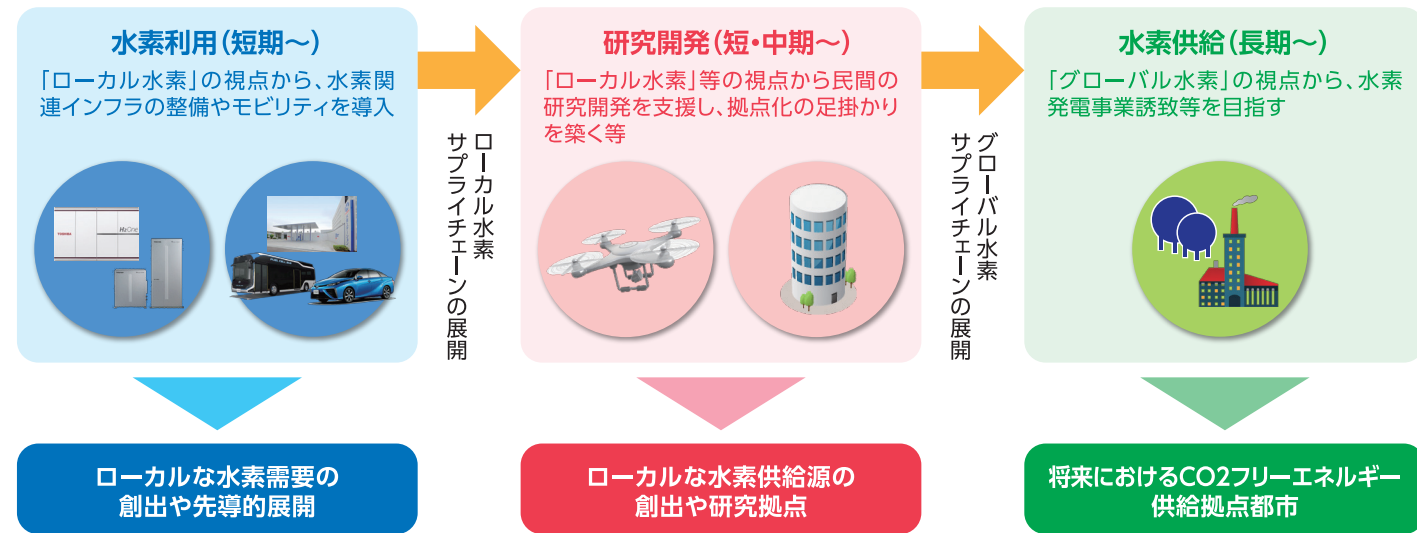 水素利用(短期～)
「ローカル水素」の視点から、水素関
連インフラの整備やモビリティを導入
TOSHIBA
H2One
ローカル水素
サプライチェーンの展開
研究開発(短・中期～)
「ローカル水素」等の視点から民間の
研究開発を支援し、拠点化の足掛かり
を築く等
グローバル水素
サプライチェーンの展開
水素供給(長期～)
「グローバル水素」の視点から、水素
発電事業誘致等を目指す
ローカルな水素需要の
創出や先導的展開
ローカルな水素供給源の
創出や研究拠点
将来におけるCO2フリーエネルギー
供給拠点都市